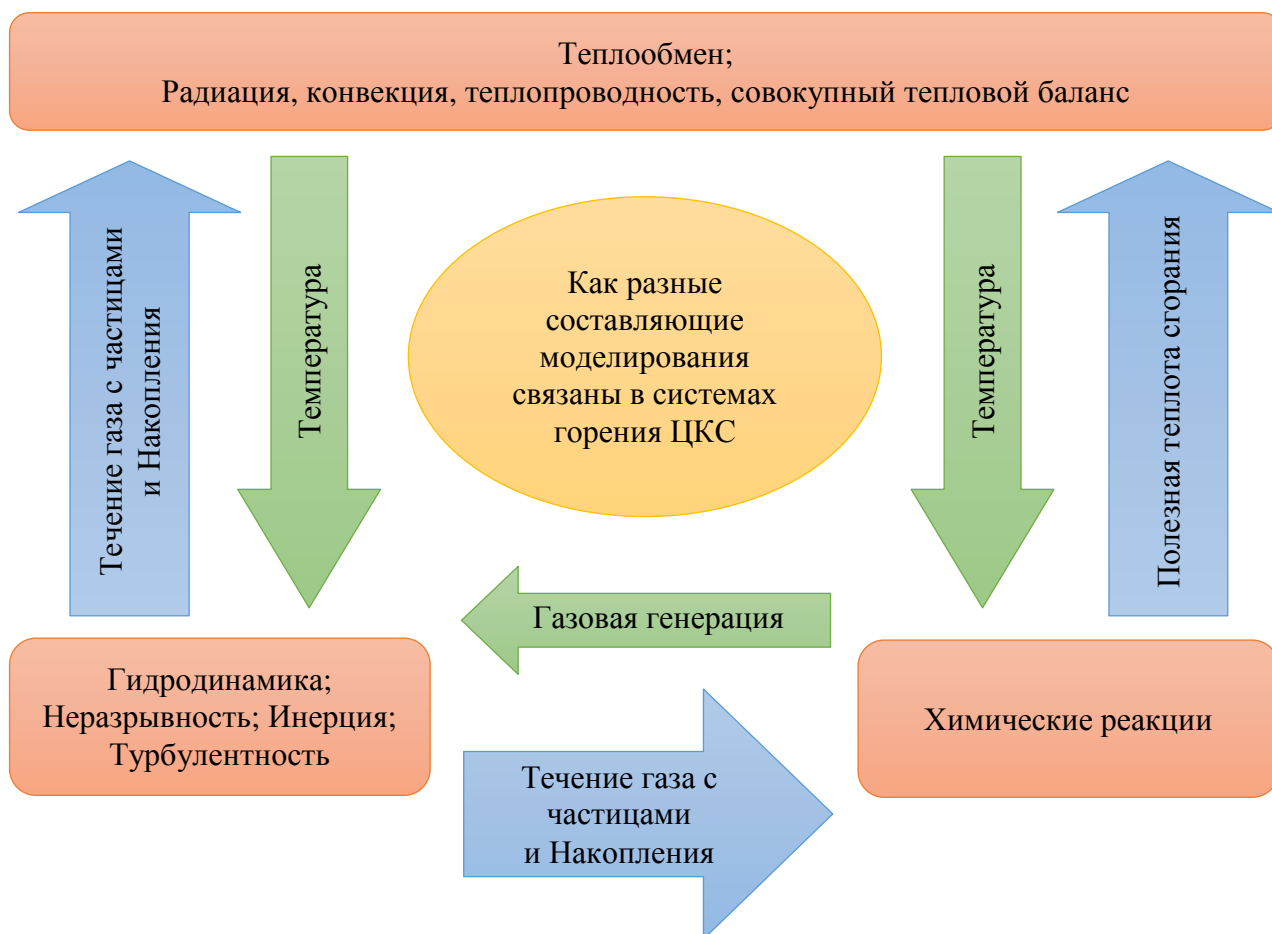 Теплообмен;
Радиация, конвекция, теплопроводность, совокупный тепловой баланс
Течение газа с частицами
и Накопления
Температура
Как разные
составляющие
моделирования
связаны в системах
горения ЦКС
Температура
Полезная теплота сгорания
Газовая генерация
Гидродинамика;
Неразрывность; Инерция;
Турбулентность
Химические реакции
Течение газа с
частицами
и Накопления